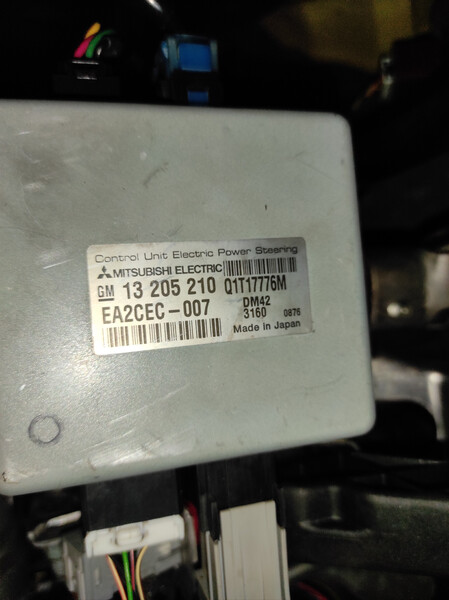 Control Unit Electric Power Steering
MITSUBISHI ELECTRIC Q1T17776M
GM 13 205 210
EA2CEC-007 DM42
3160 0876
Made in Japan